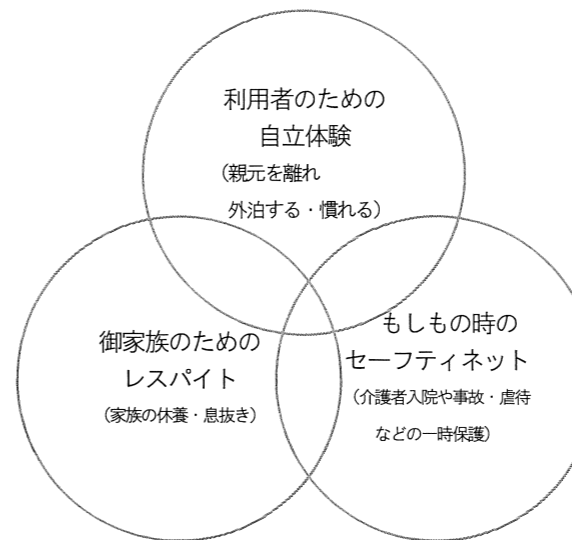 利用者のための
自立体験
（親元を離れ
外泊する・慣れる）
御家族のための
レスパイト
（家族の休養・息抜き）
もしもの時の
セーフティネット
（介護者入院や事故・虐待
などの一時保護）